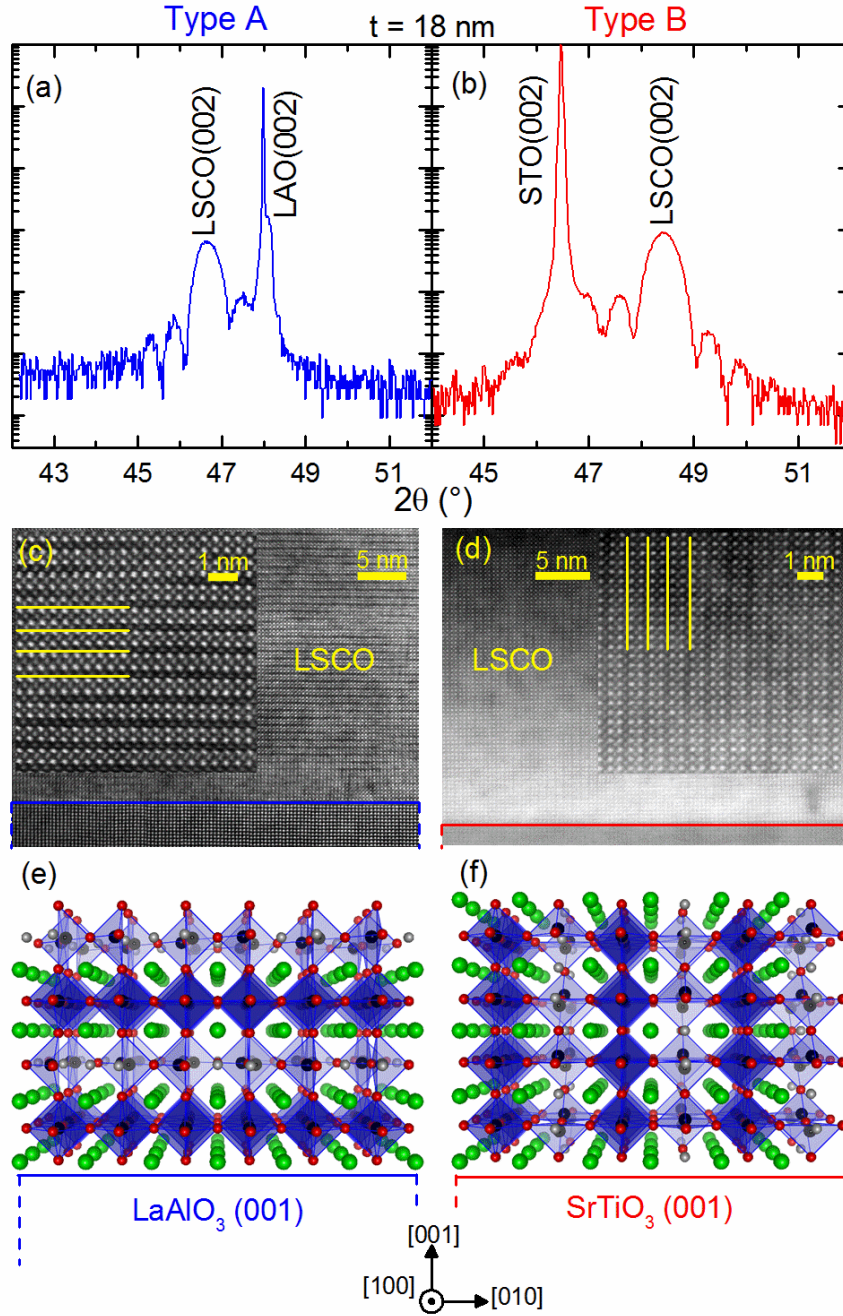 Type A t = 18 nm Type B
(a) LSCO(002) LAO(002)
(b) STO(002) LSCO(002)
43 45 47 49 51 45 47 49 51
2θ (°)
(c) 1 nm 5 nm
LSCO
(d) 5 nm 1 nm
LSCO
(e) (f)
LaAlO₃ (001) SrTiO₃ (001)
[001]
[100] [010]